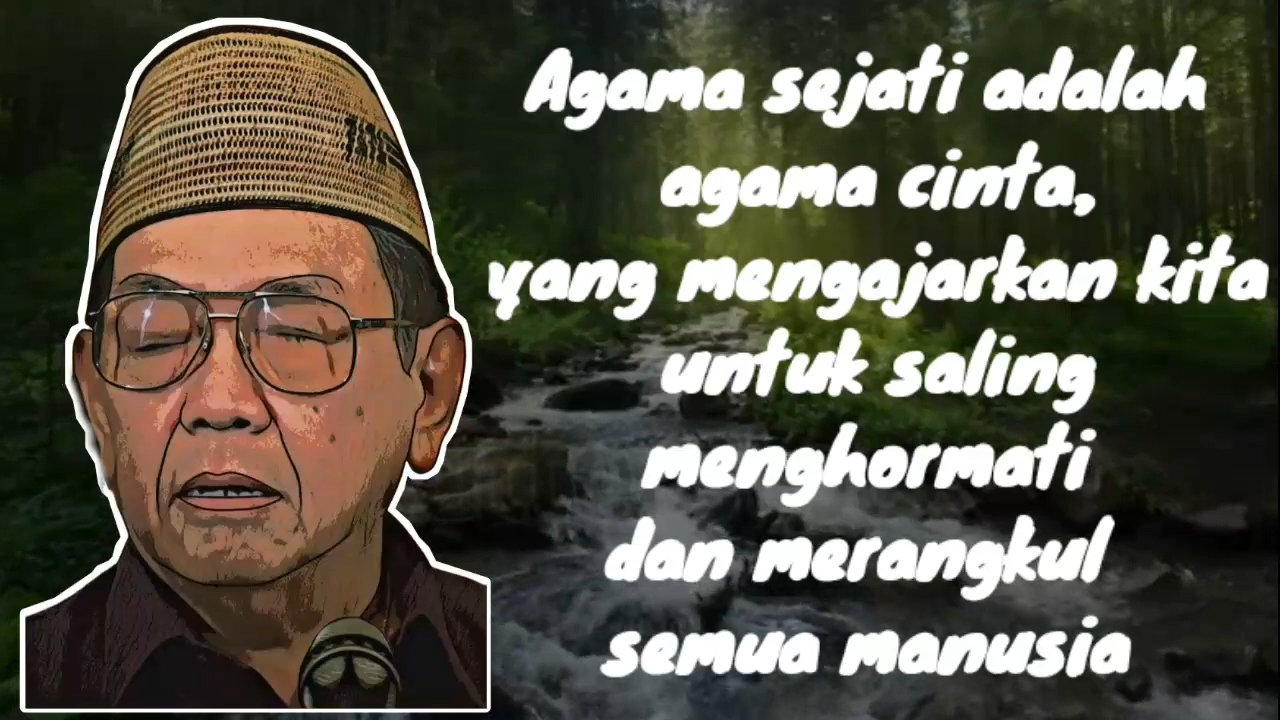 Agama sejati adalah
agama cinta,
yang mengajarkan kita
untuk saling
menghormati
dan merangkul
semua manusia